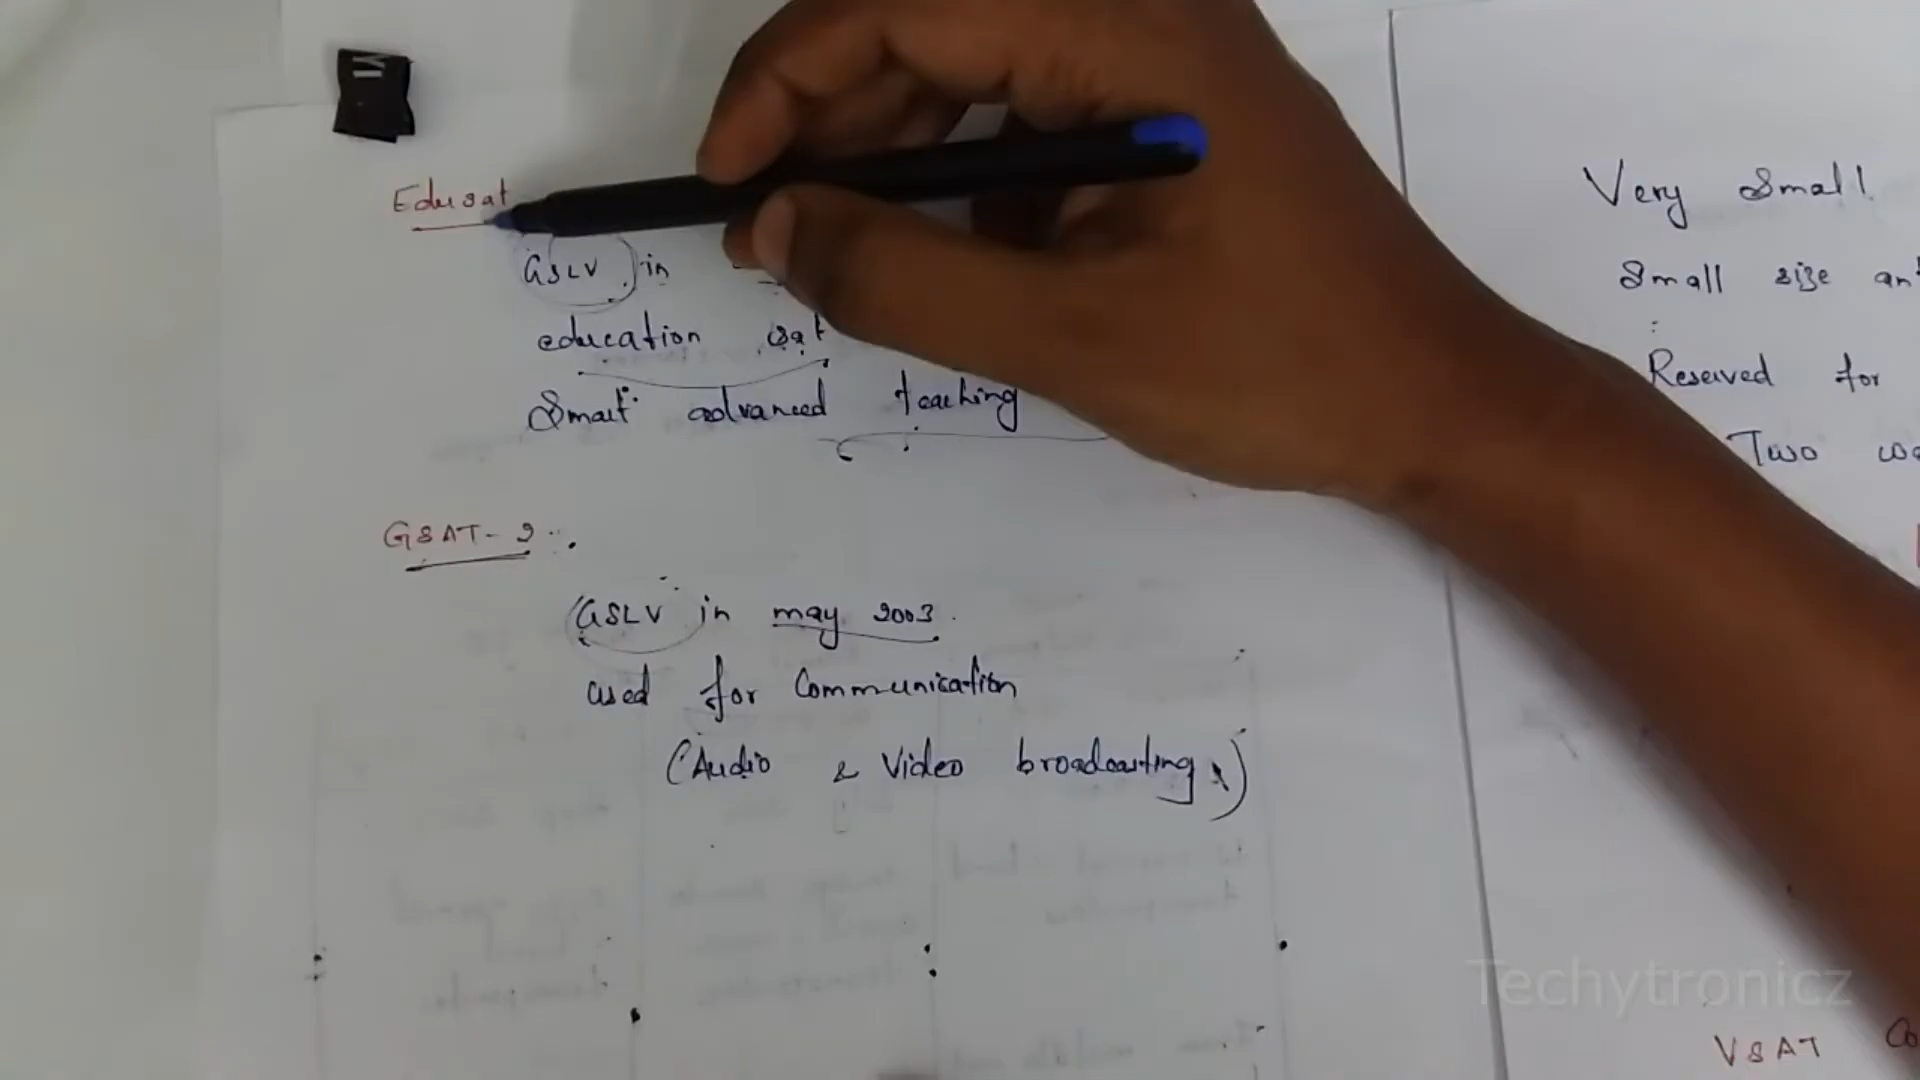 Edusat
GSLV in
education sat
Smart advanced teaching
GSAT-2 :
GSLV in may 2003.
used for Communication
(Audio & Video broadcasting)
Very Small
Small size
Reserved for
Two
VSAT
Techytronicz